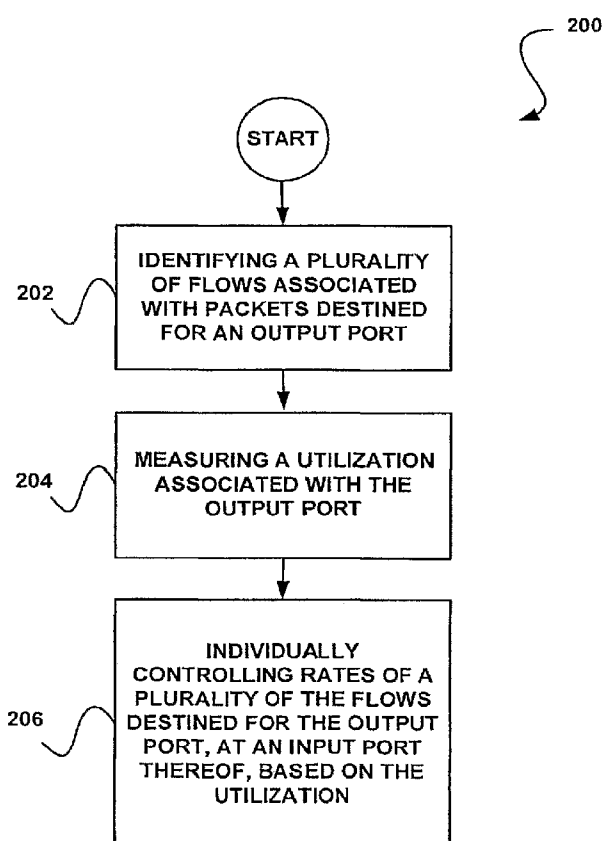 200
START
IDENTIFYING A PLURALITY
OF FLOWS ASSOCIATED
WITH PACKETS DESTINED
FOR AN OUTPUT PORT
202
MEASURING A UTILIZATION
ASSOCIATED WITH THE
OUTPUT PORT
204
INDIVIDUALLY
CONTROLLING RATES OF A
PLURALITY OF THE FLOWS
DESTINED FOR THE OUTPUT
PORT, AT AN INPUT PORT
THEREOF, BASED ON THE
UTILIZATION
206